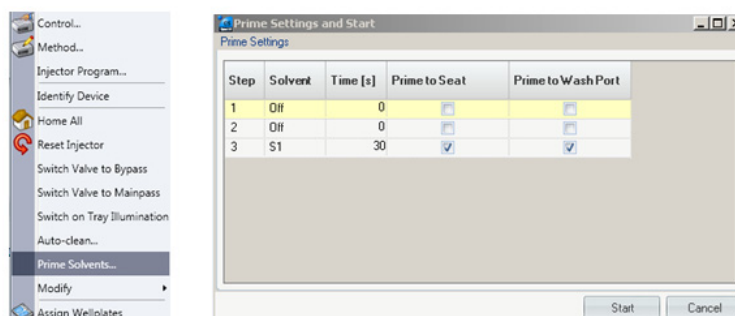 Control...
Method...
Injector Program...
Identify Device
Home All
Reset Injector
Switch Valve to Bypass
Switch Valve to Mainpass
Switch on Tray Illumination
Auto-clean...
Prime Solvents...
Modify
Assign Wellplates
Prime Settings and Start
Prime Settings
Step Solvent Time [s] Prime to Seat Prime to Wash Port
1 Off 0
2 Off 0
3 S1 30
Start Cancel